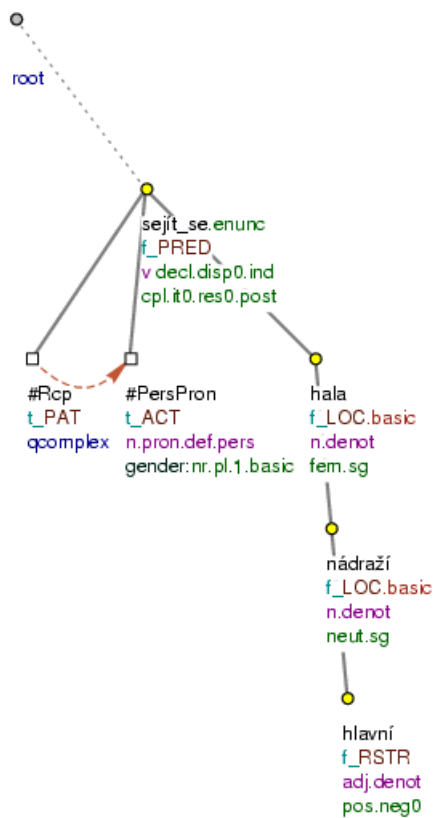 root
sejít_se.enunc
f_PRED
v decl.disp0.ind
cpl.it0.res0.post
#Rcp
t_PAT
qcomplex
#PersPron
t_ACT
n.pron.def.pers
gender:nr.pl.1.basic
hala
f_LOC.basic
n.denot
fem.sg
nádraží
f_LOC.basic
n.denot
neut.sg
hlavní
f_RSTR
adj.denot
pos.neg0